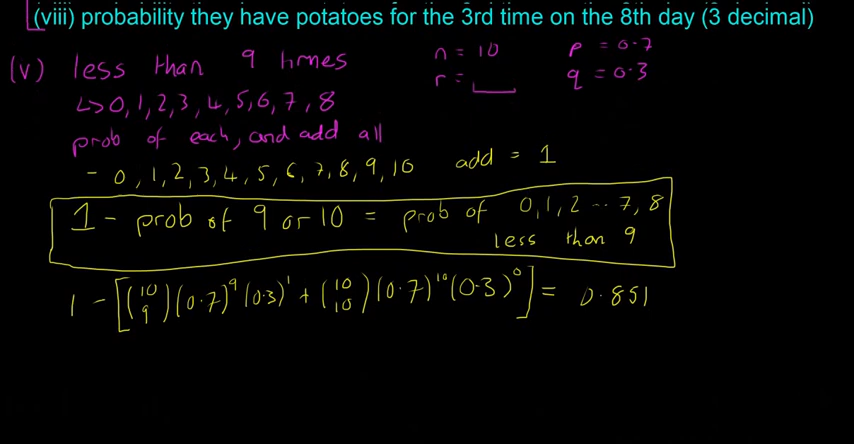 (viii) probability they have potatoes for the 3rd time on the 8th day (3 decimal)
(v) less than 9 times
n = 10 p = 0.7
r = __ q = 0.3
↳ 0, 1, 2, 3, 4, 5, 6, 7, 8
prob of each, and add all
- 0, 1, 2, 3, 4, 5, 6, 7, 8, 9, 10 add = 1
1 - prob of 9 or 10 = prob of 0, 1, 2 ... 7, 8
less than 9
1 - [(10 9)(0.7)⁹(0.3)¹ + (10 10)(0.7)¹⁰(0.3)⁰] = 0.851